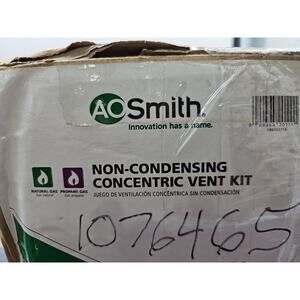 AO Smith®
Innovation has a name.
NATURAL GAS
PROPANE GAS
NON-CONDENSING
CONCENTRIC VENT KIT
JUEGO DE VENTILACIÓN CONCÉNTRICA SIN CONDENSACIÓN
1076465